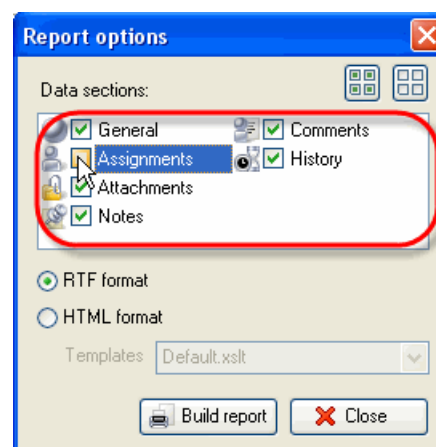 Report options
Data sections:
General
Comments
Assignments
History
Attachments
Notes
RTF format
HTML format
Templates Default.xslt
Build report Close